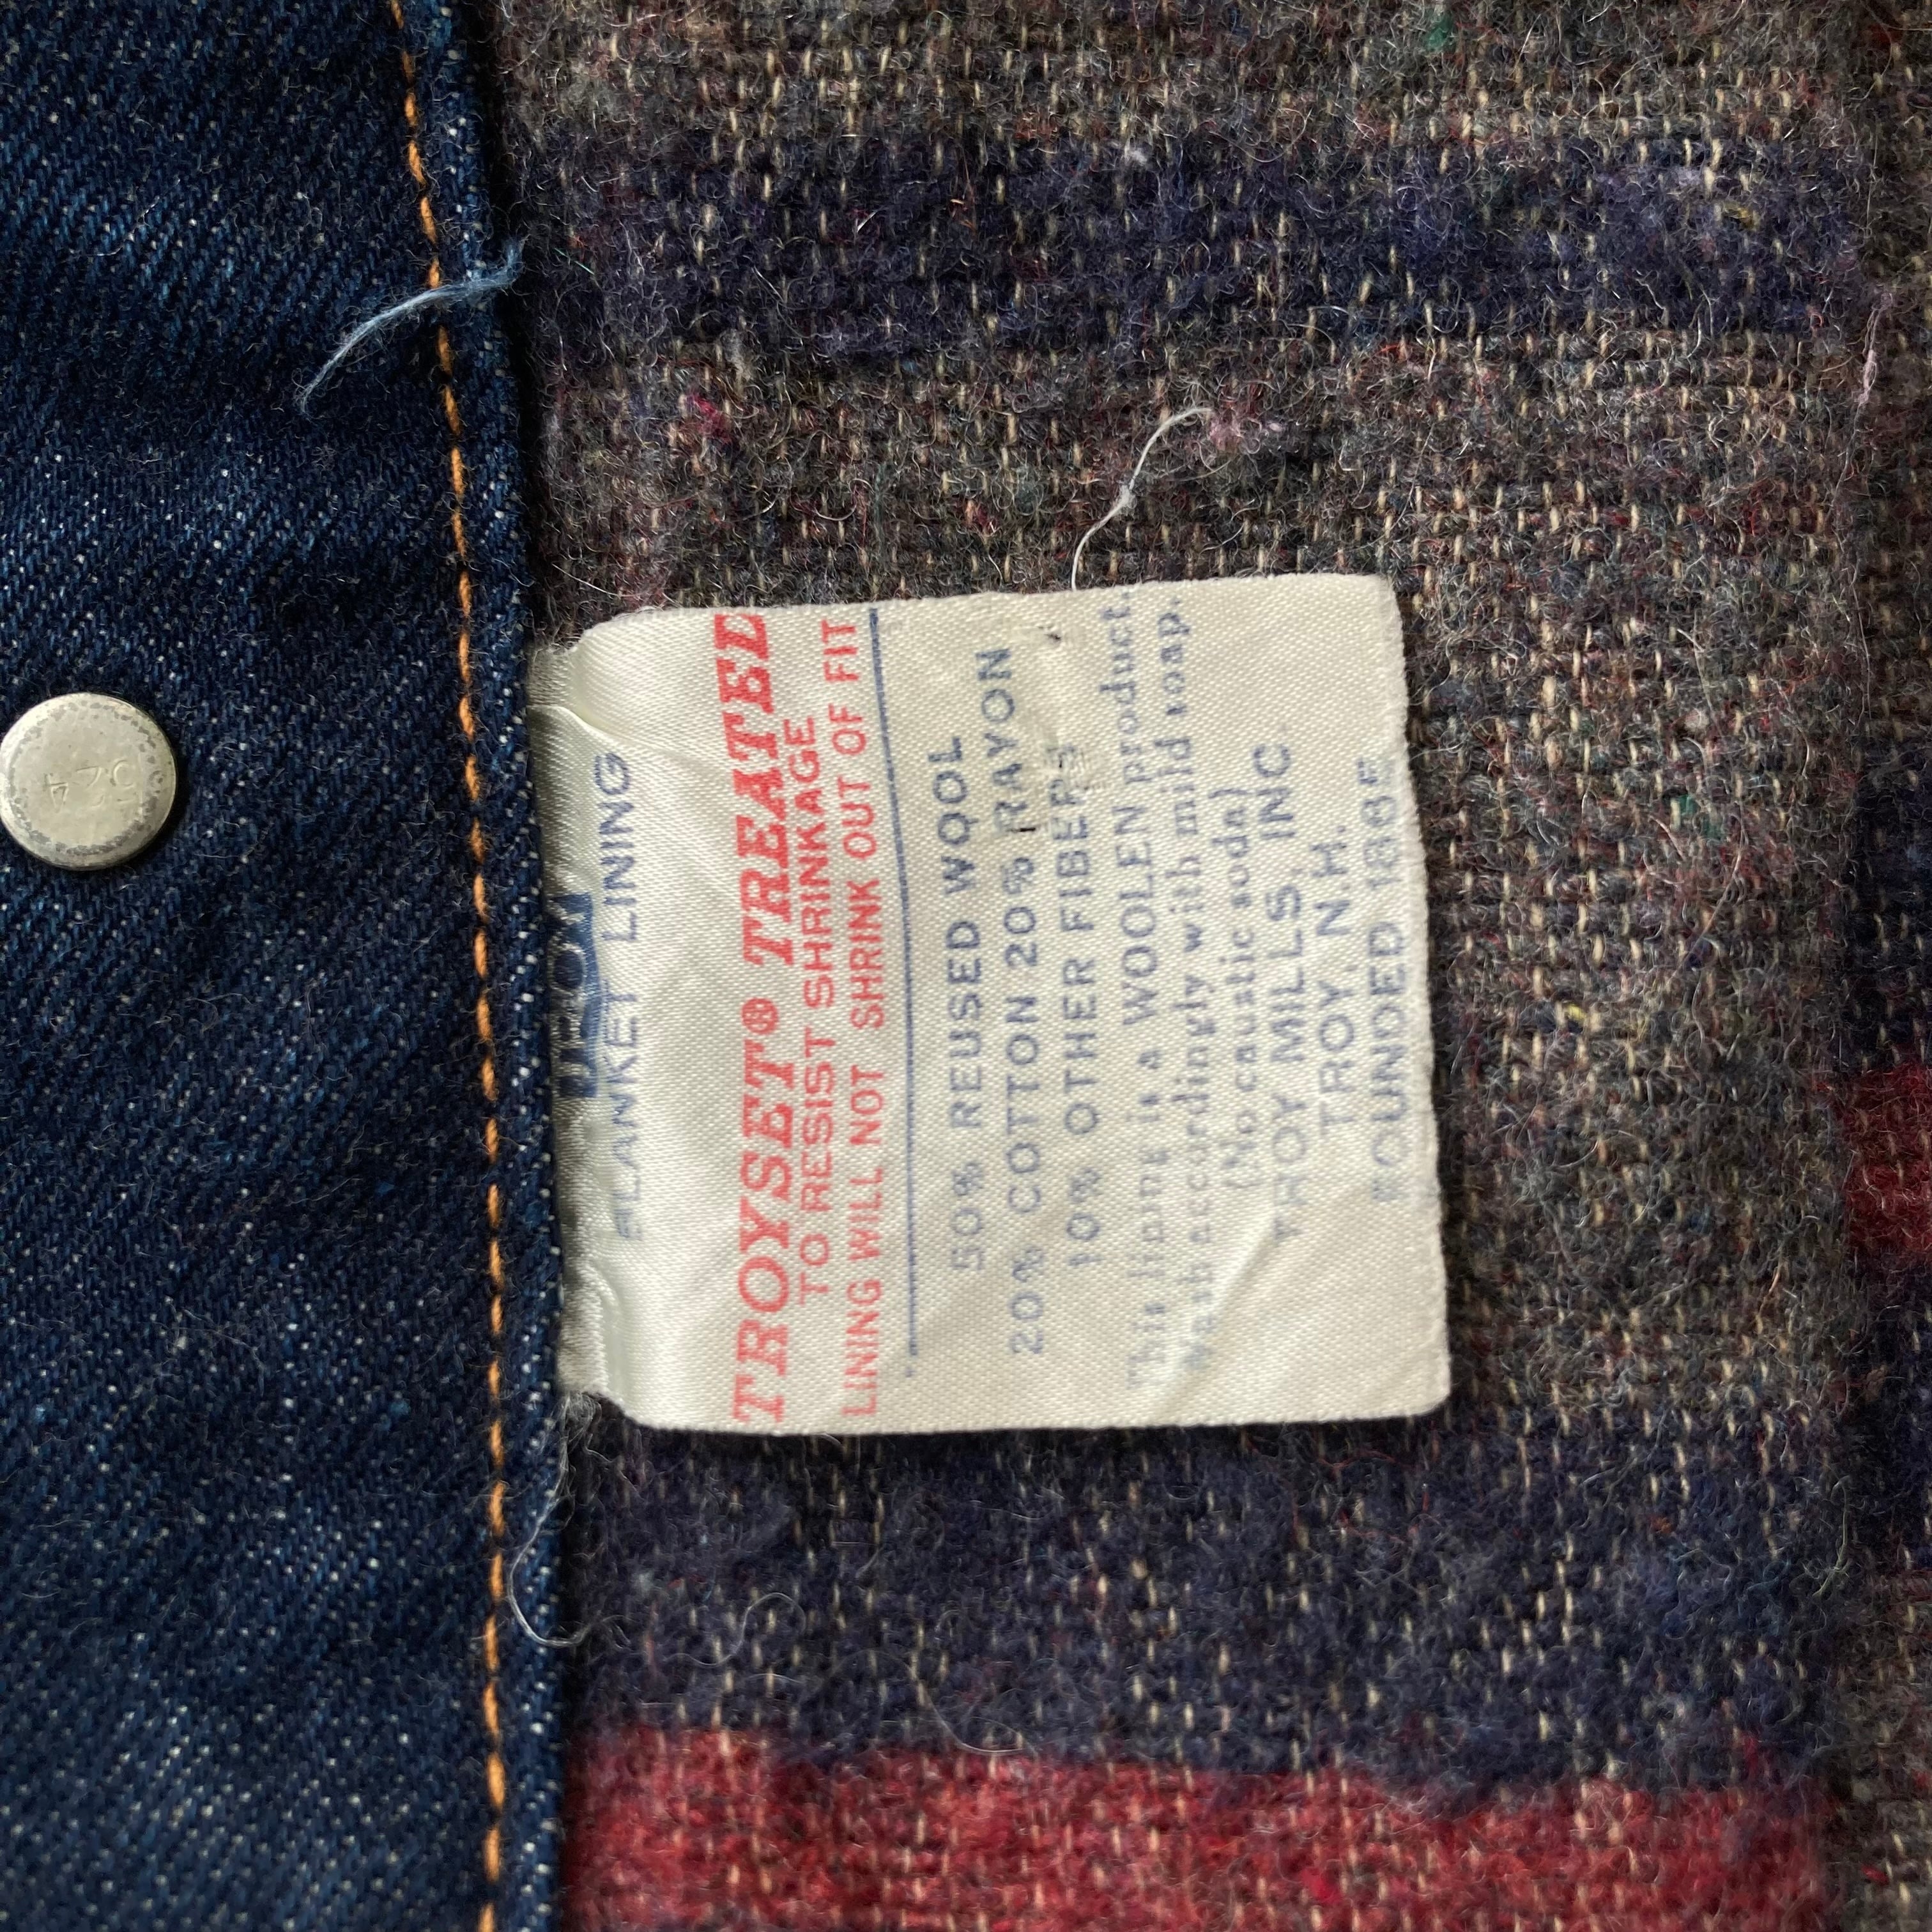 BLANKET LINING
TROYSET® TREATED
TO RESIST SHRINKAGE
LINING WILL NOT SHRINK OUT OF FIT
50% REUSED WOOL
20% COTTON 20% RAYON
10% OTHER FIBERS
This lining is a WOOLEN product.
Wash accordingly with mild soap.
(No caustic soda)
TROY MILLS, INC
TROY, N.H.
FOUNDED 1865
524